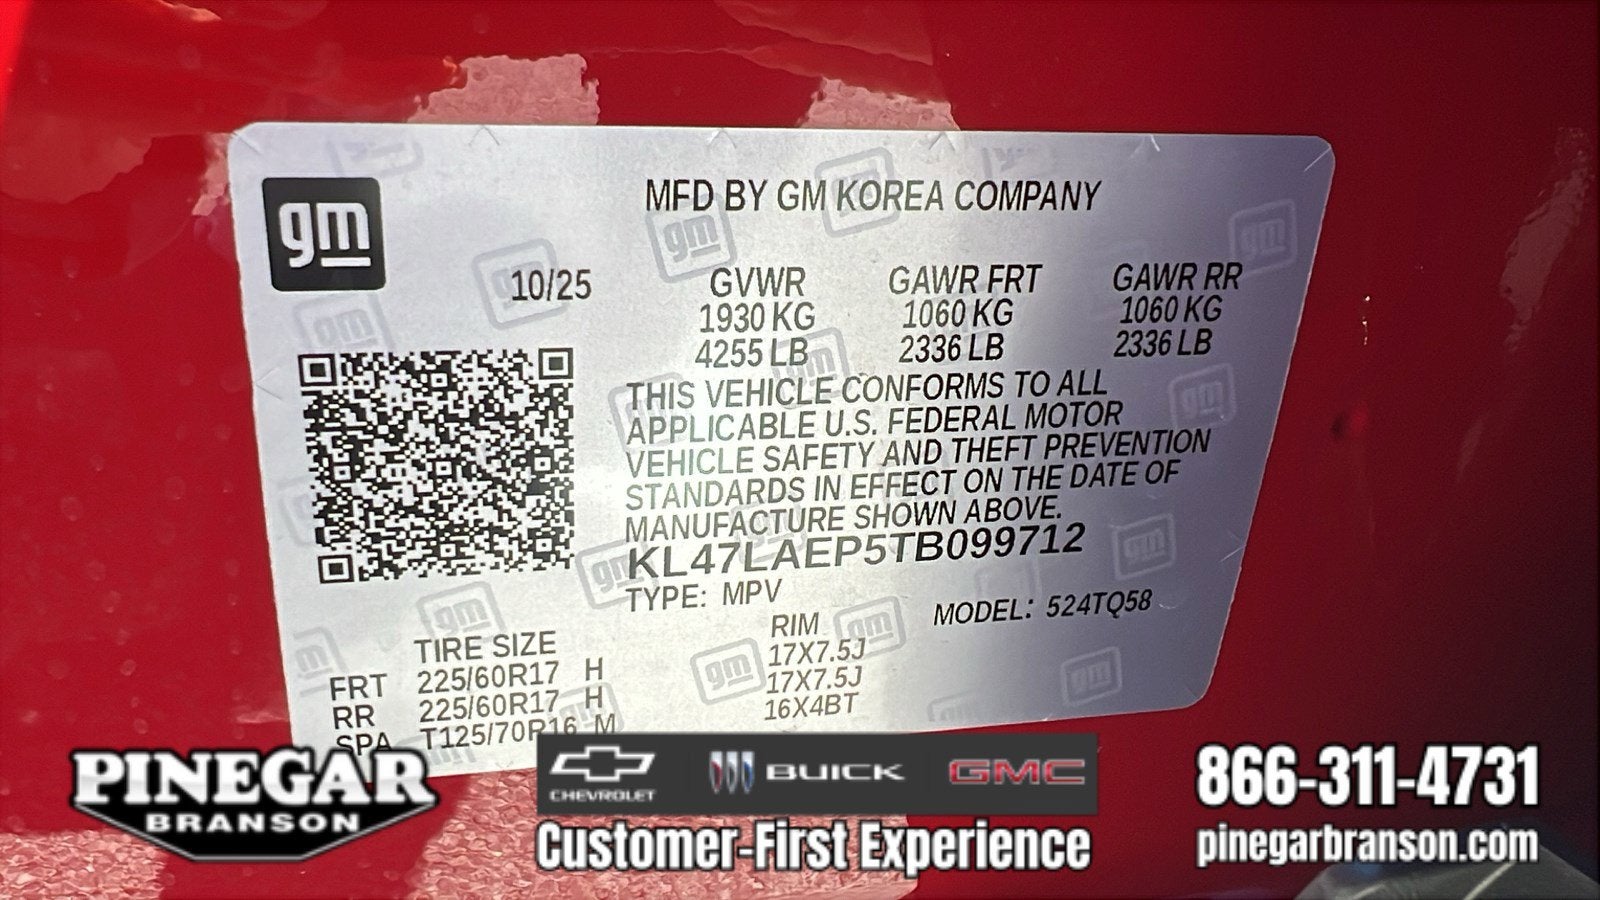 gm
MFD BY GM KOREA COMPANY
10/25
GVWR GAWR FRT GAWR RR
1930 KG 1060 KG 1060 KG
4255 LB 2336 LB 2336 LB
THIS VEHICLE CONFORMS TO ALL
APPLICABLE U.S. FEDERAL MOTOR
VEHICLE SAFETY AND THEFT PREVENTION
STANDARDS IN EFFECT ON THE DATE OF
MANUFACTURE SHOWN ABOVE.
KL47LAEP5TB099712
TYPE: MPV
MODEL: 524TQ58
TIRE SIZE RIM
FRT 225/60R17 H 17X7.5J
RR 225/60R17 H 17X7.5J
SPA T125/70R16 M 16X4BT
PINEGAR
BRANSON
CHEVROLET BUICK GMC
Customer-First Experience
866-311-4731
pinegarbranson.com